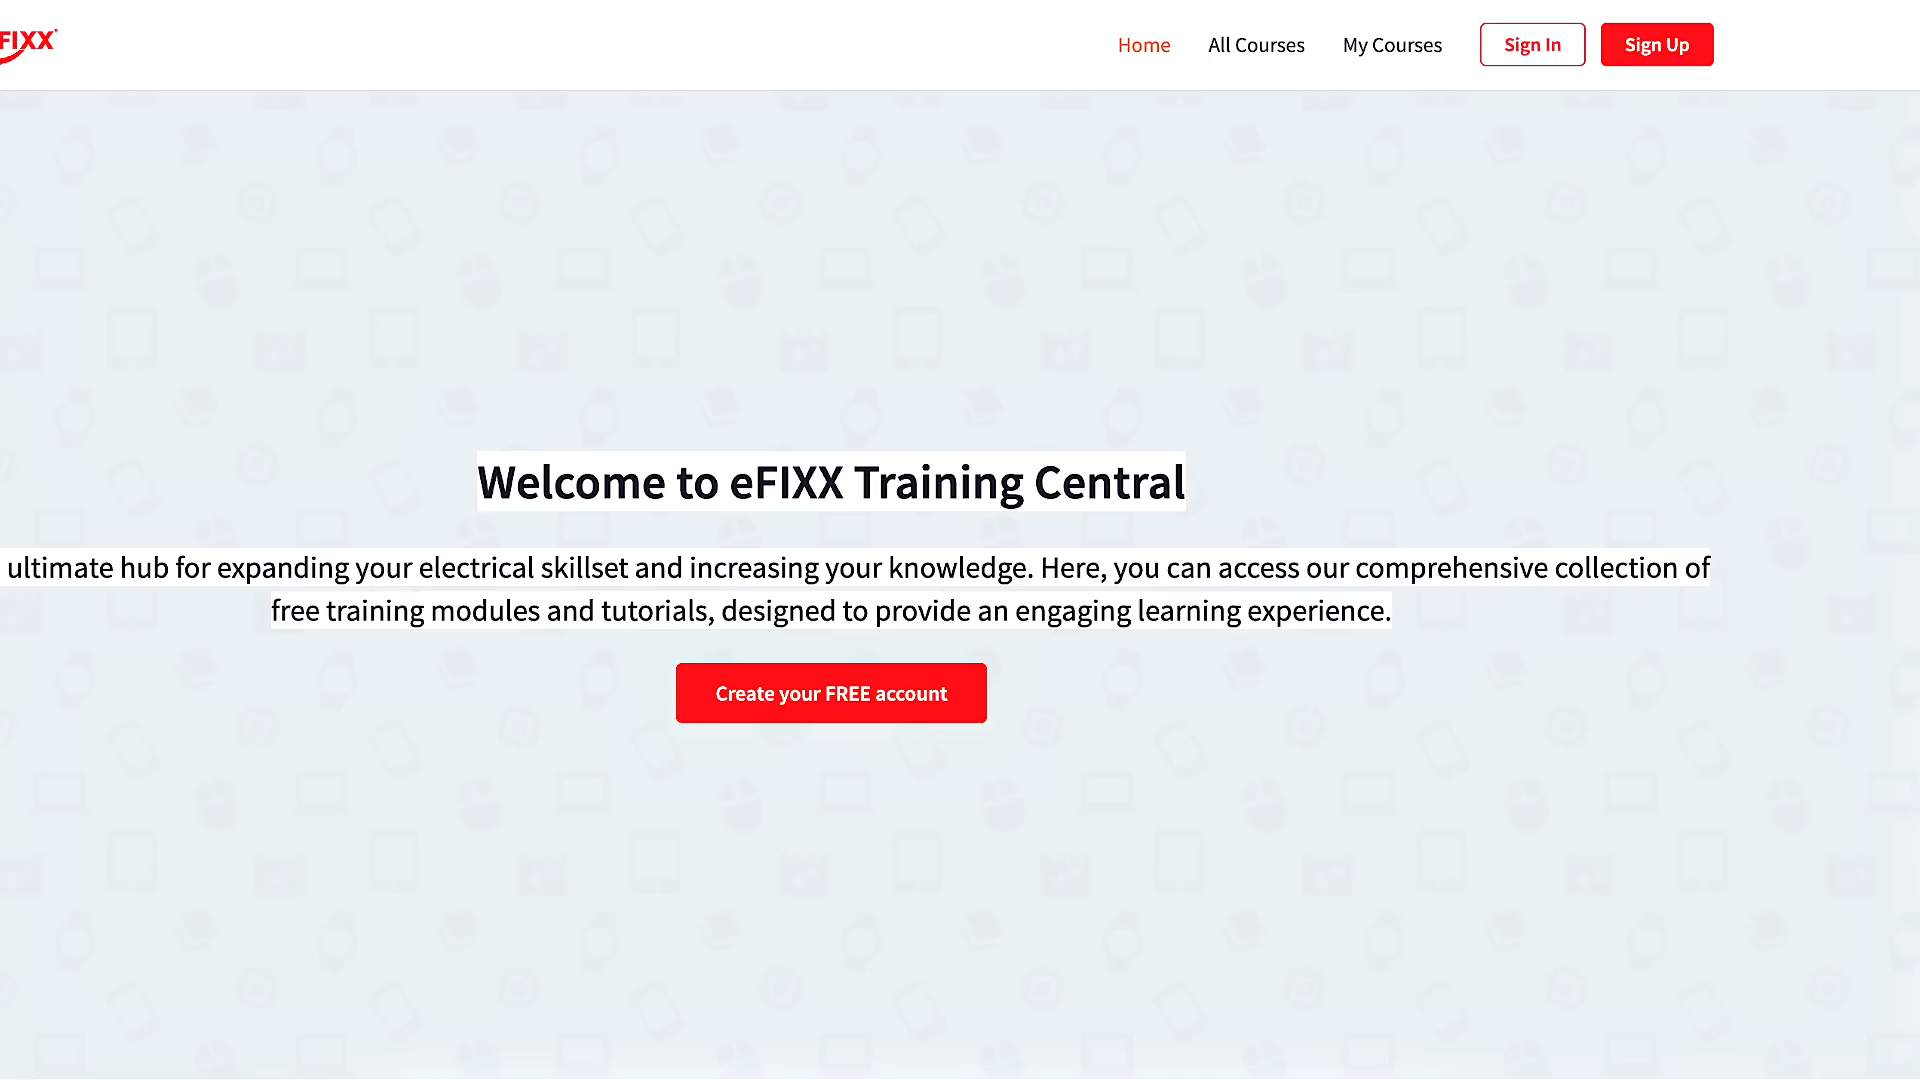 FIXX
Home
All Courses
My Courses
Sign In
Sign Up
Welcome to eFIXX Training Central
ultimate hub for expanding your electrical skillset and increasing your knowledge. Here, you can access our comprehensive collection of
free training modules and tutorials, designed to provide an engaging learning experience.
Create your FREE account